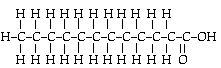 H H H H H H H H H H H
H–C–C–C–C–C–C–C–C–C–C–C–C–OH
H H H H H H H H H H H O